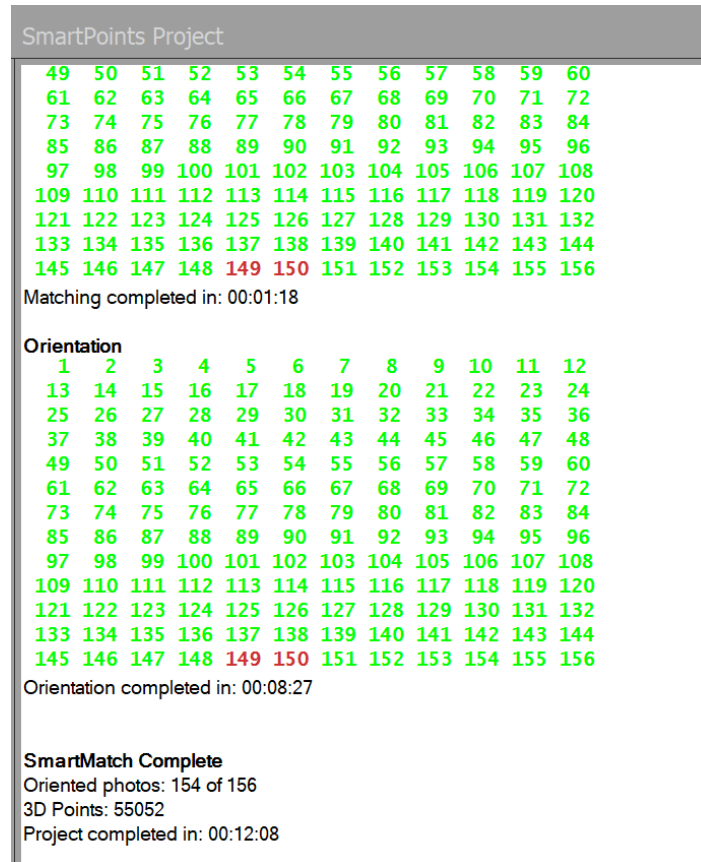 SmartPoints Project
49 50 51 52 53 54 55 56 57 58 59 60
61 62 63 64 65 66 67 68 69 70 71 72
73 74 75 76 77 78 79 80 81 82 83 84
85 86 87 88 89 90 91 92 93 94 95 96
97 98 99 100 101 102 103 104 105 106 107 108
109 110 111 112 113 114 115 116 117 118 119 120
121 122 123 124 125 126 127 128 129 130 131 132
133 134 135 136 137 138 139 140 141 142 143 144
145 146 147 148 149 150 151 152 153 154 155 156
Matching completed in: 00:01:18
Orientation
1 2 3 4 5 6 7 8 9 10 11 12
13 14 15 16 17 18 19 20 21 22 23 24
25 26 27 28 29 30 31 32 33 34 35 36
37 38 39 40 41 42 43 44 45 46 47 48
49 50 51 52 53 54 55 56 57 58 59 60
61 62 63 64 65 66 67 68 69 70 71 72
73 74 75 76 77 78 79 80 81 82 83 84
85 86 87 88 89 90 91 92 93 94 95 96
97 98 99 100 101 102 103 104 105 106 107 108
109 110 111 112 113 114 115 116 117 118 119 120
121 122 123 124 125 126 127 128 129 130 131 132
133 134 135 136 137 138 139 140 141 142 143 144
145 146 147 148 149 150 151 152 153 154 155 156
Orientation completed in: 00:08:27
SmartMatch Complete
Oriented photos: 154 of 156
3D Points: 55052
Project completed in: 00:12:08